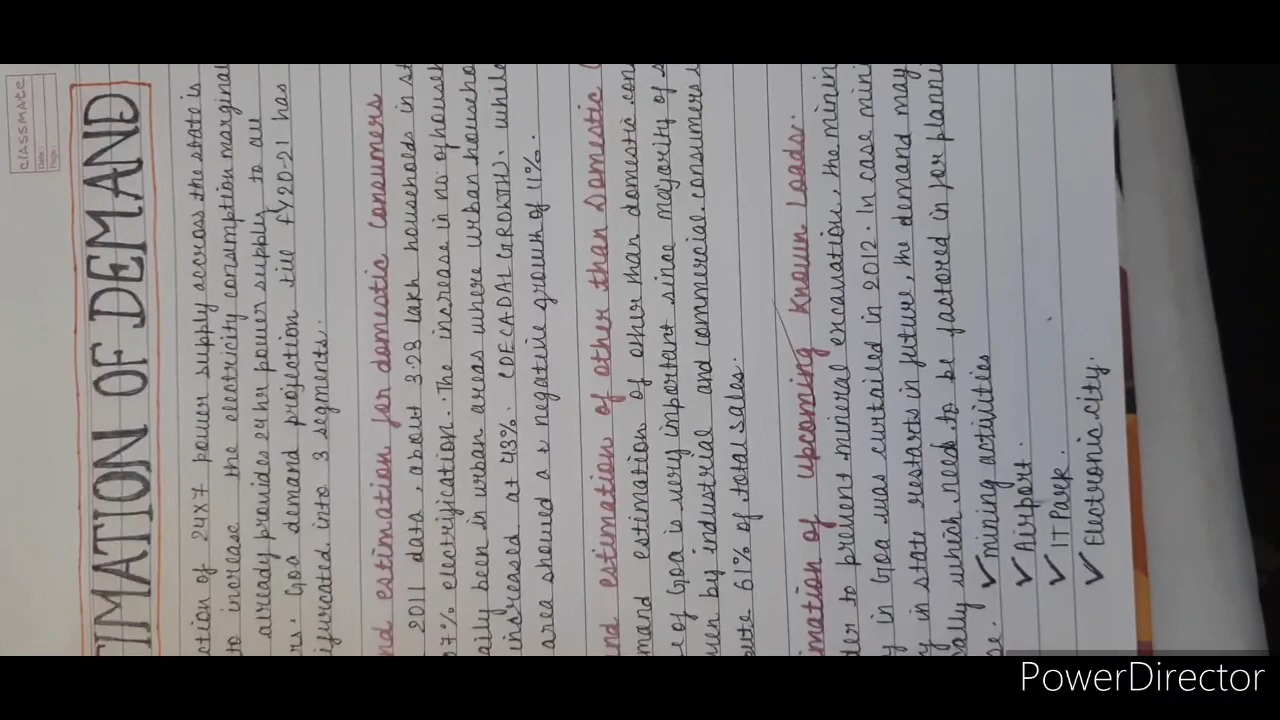 CLASSMATE
Date:
Page:
TIMATION OF DEMAND
ction of 24x7 power supply across the state is
to increase the electricity consumption marginal
already provides 24hr power supply to all
rs. Goa demand projection till FY20-21 has
ifurcated into 3 segments.
nd estimation for domestic consumers
2011 data, about 3.28 lakh households in st
97% electrification. The increase in no. of househ
aily been in urban areas where urban househo
increased at 43%. (DECADAL GROWTH). while
area showed a negative growth of 11%.
nd estimation of other than Domestic (
mand estimation of other than domestic con
e of Goa is very important since majority of s
ven by industrial and commercial consumers
bute 61% of total sales.
mation of upcoming known Loads.
der to prevent mineral excavation, the minin
y in Goa was curtailed in 2012. In case mini
y in state restarts in future, the demand may
sally which need to be factored in for planni
se.
✓ mining activities
✓ Airport.
✓ IT Park.
✓ Electronic city.
PowerDirector